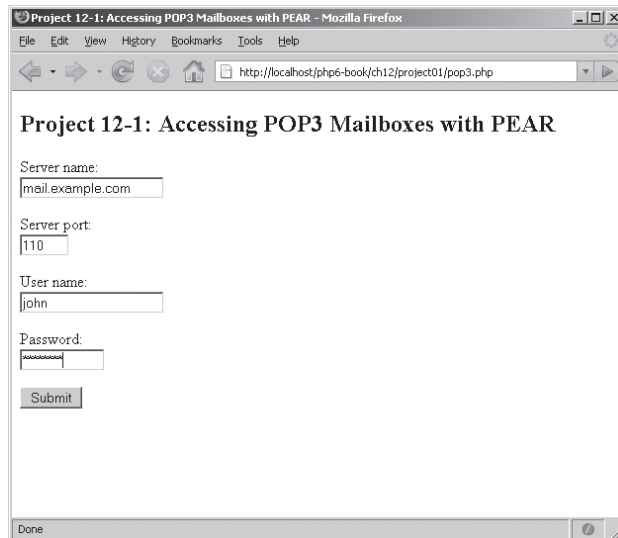 Project 12-1: Accessing POP3 Mailboxes with PEAR - Mozilla Firefox
File Edit View History Bookmarks Tools Help
http://localhost/php6-book/ch12/project01/pop3.php
Project 12-1: Accessing POP3 Mailboxes with PEAR
Server name:
mail.example.com
Server port:
110
User name:
john
Password:
********
Submit
Done